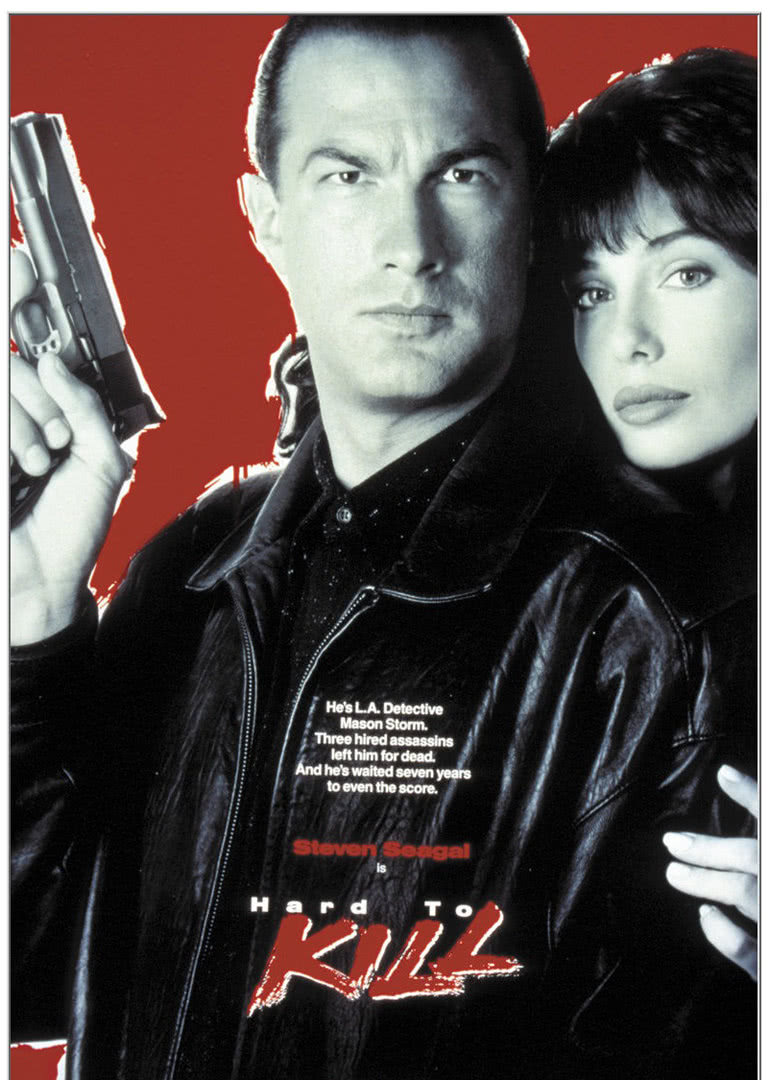 He's L.A. Detective
Mason Storm.
Three hired assassins
left him for dead.
And he's waited seven years
to even the score.
Steven Seagal
is
Hard To
KILL